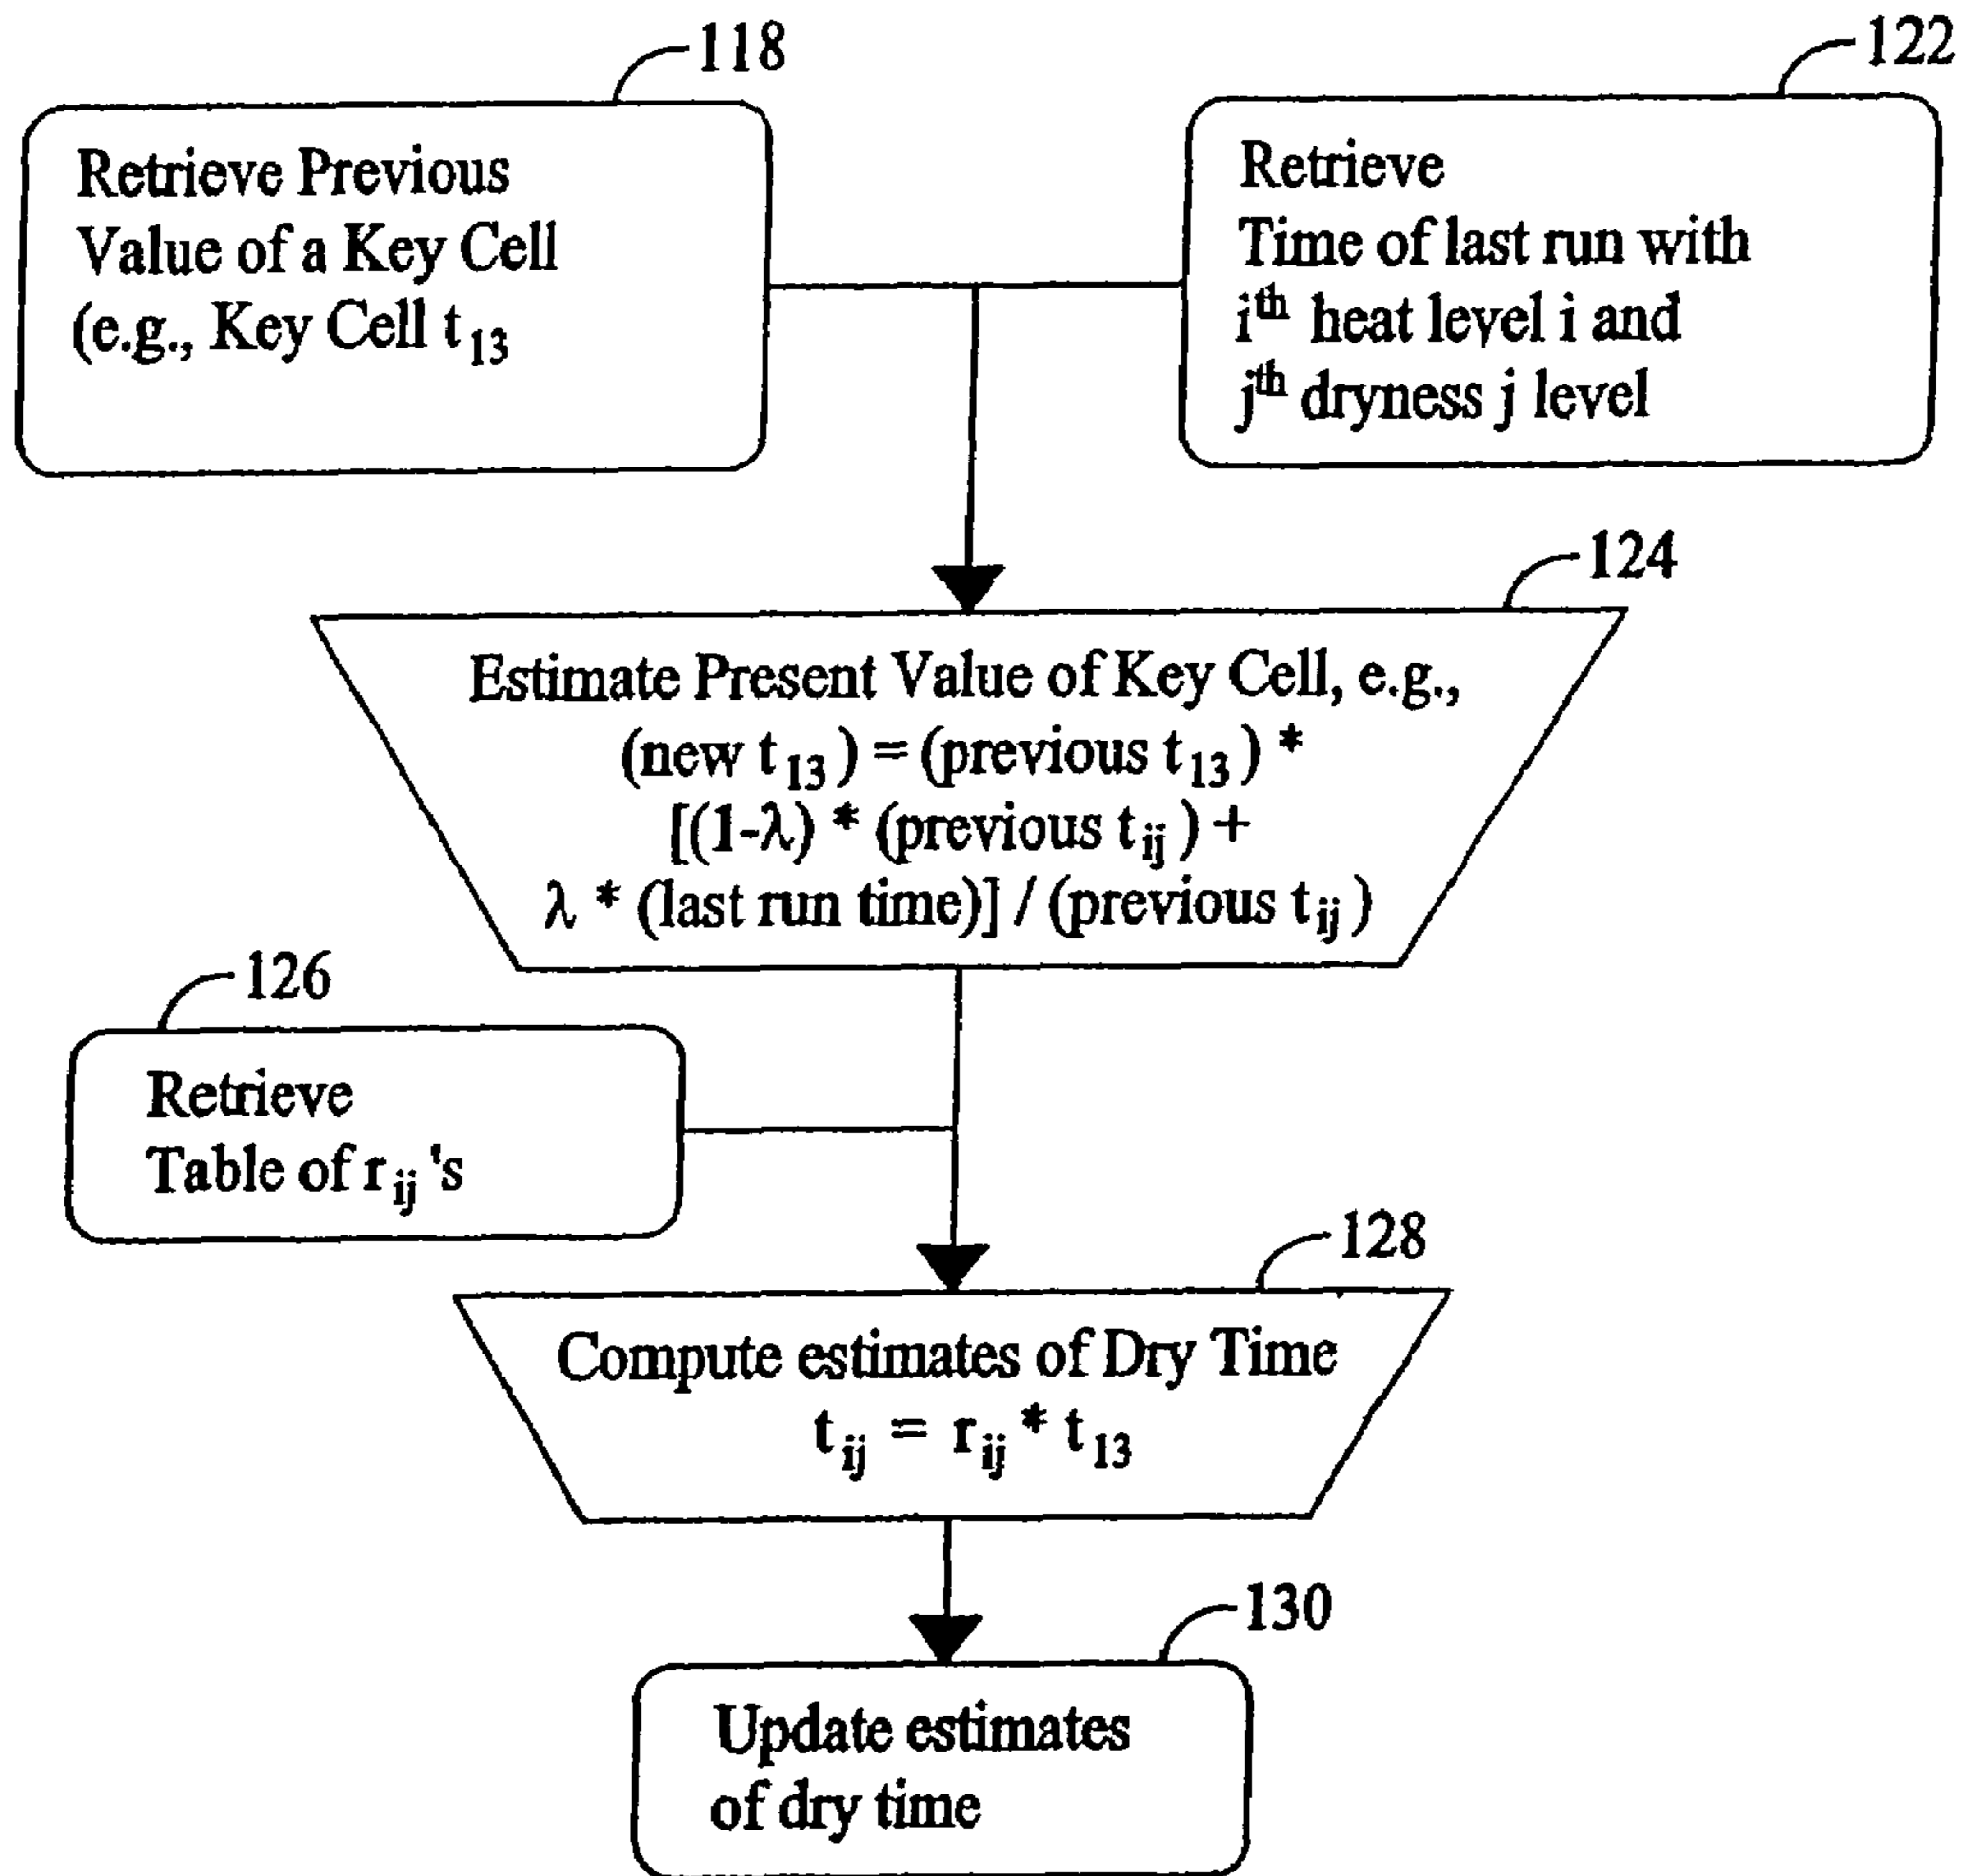 118
Retrieve Previous
Value of a Key Cell
(e.g., Key Cell t₁₃
122
Retrieve
Time of last run with
iᵗʰ heat level i and
jᵗʰ dryness j level
124
Estimate Present Value of Key Cell, e.g.,
(new t₁₃) = (previous t₁₃) *
[(1-λ) * (previous tᵢⱼ) +
λ * (last run time)] / (previous tᵢⱼ)
126
Retrieve
Table of rᵢⱼ's
128
Compute estimates of Dry Time
tᵢⱼ = rᵢⱼ * t₁₃
130
Update estimates
of dry time